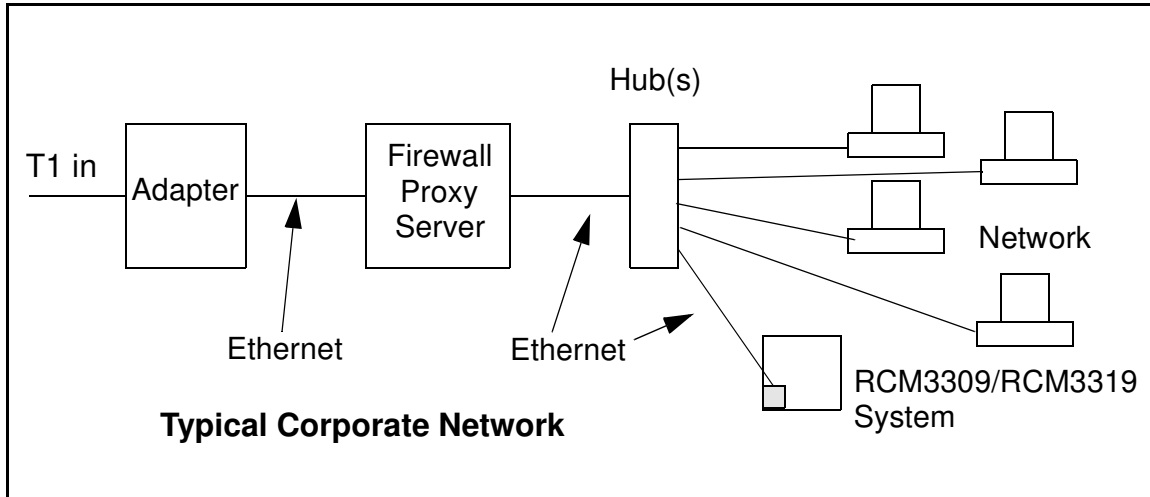 Hub(s)
T1 in
Adapter
Firewall
Proxy
Server
Network
Ethernet
Ethernet
RCM3309/RCM3319
System
Typical Corporate Network